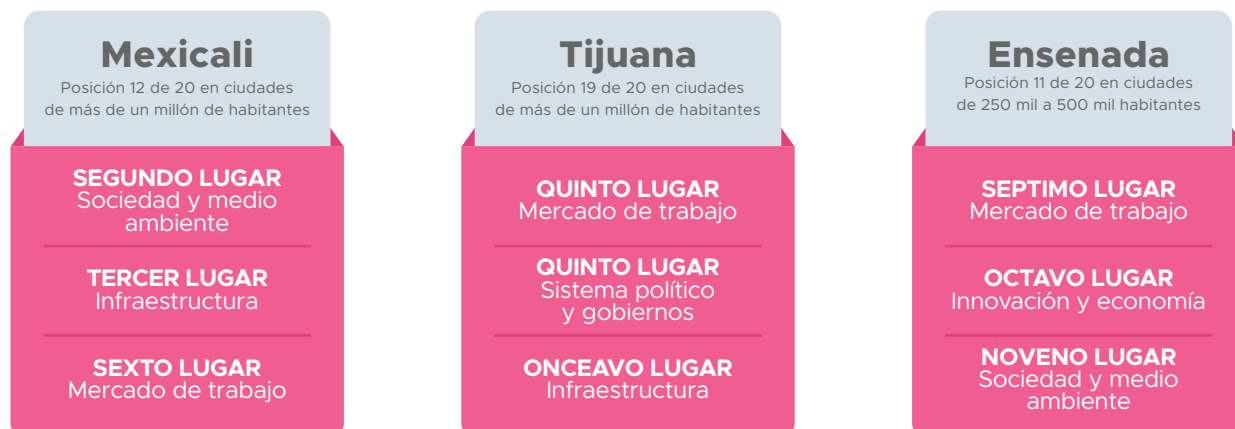 Mexicali
Posición 12 de 20 en ciudades
de más de un millón de habitantes
SEGUNDO LUGAR
Sociedad y medio
ambiente
TERCER LUGAR
Infraestructura
SEXTO LUGAR
Mercado de trabajo
Tijuana
Posición 19 de 20 en ciudades
de más de un millón de habitantes
QUINTO LUGAR
Mercado de trabajo
QUINTO LUGAR
Sistema político
y gobiernos
ONCEAVO LUGAR
Infraestructura
Ensenada
Posición 11 de 20 en ciudades
de 250 mil a 500 mil habitantes
SEPTIMO LUGAR
Mercado de trabajo
OCTAVO LUGAR
Innovación y economía
NOVENO LUGAR
Sociedad y medio
ambiente